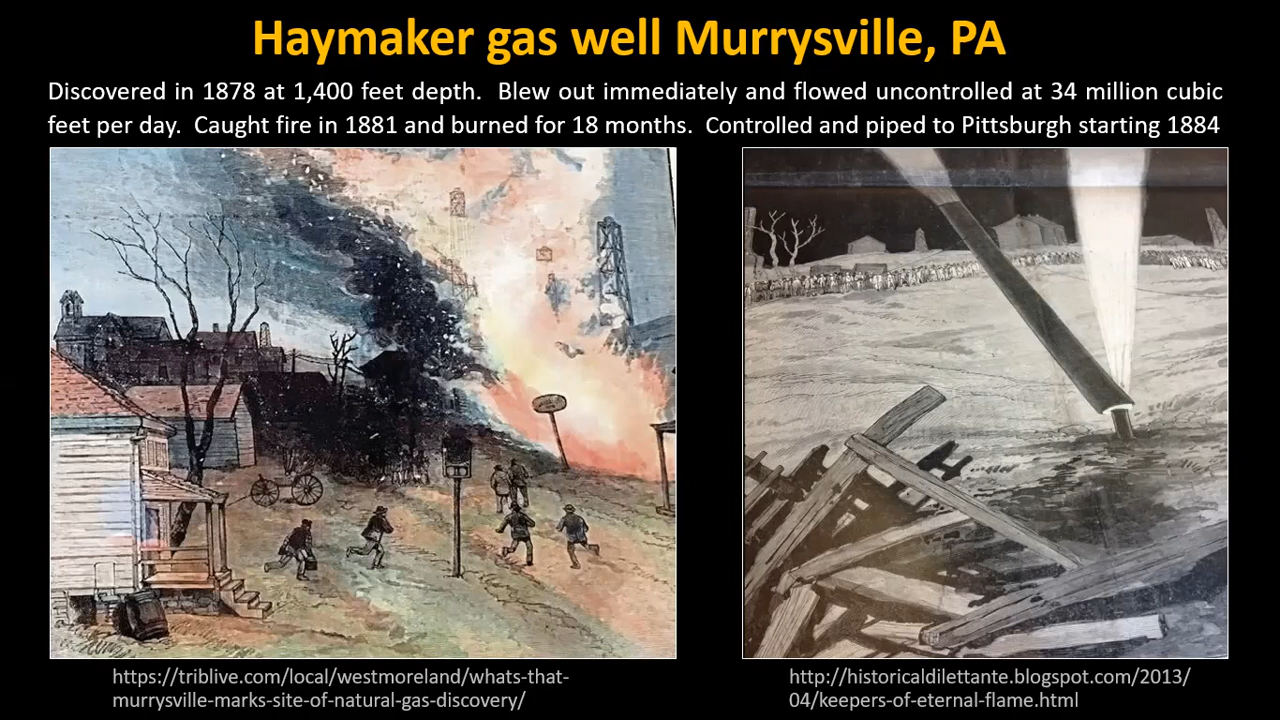 Haymaker gas well Murrysville, PA
Discovered in 1878 at 1,400 feet depth.  Blew out immediately and flowed uncontrolled at 34 million cubic
feet per day.  Caught fire in 1881 and burned for 18 months.  Controlled and piped to Pittsburgh starting 1884
https://triblive.com/local/westmoreland/whats-that-
murrysville-marks-site-of-natural-gas-discovery/
http://historicaldilettante.blogspot.com/2013/
04/keepers-of-eternal-flame.html